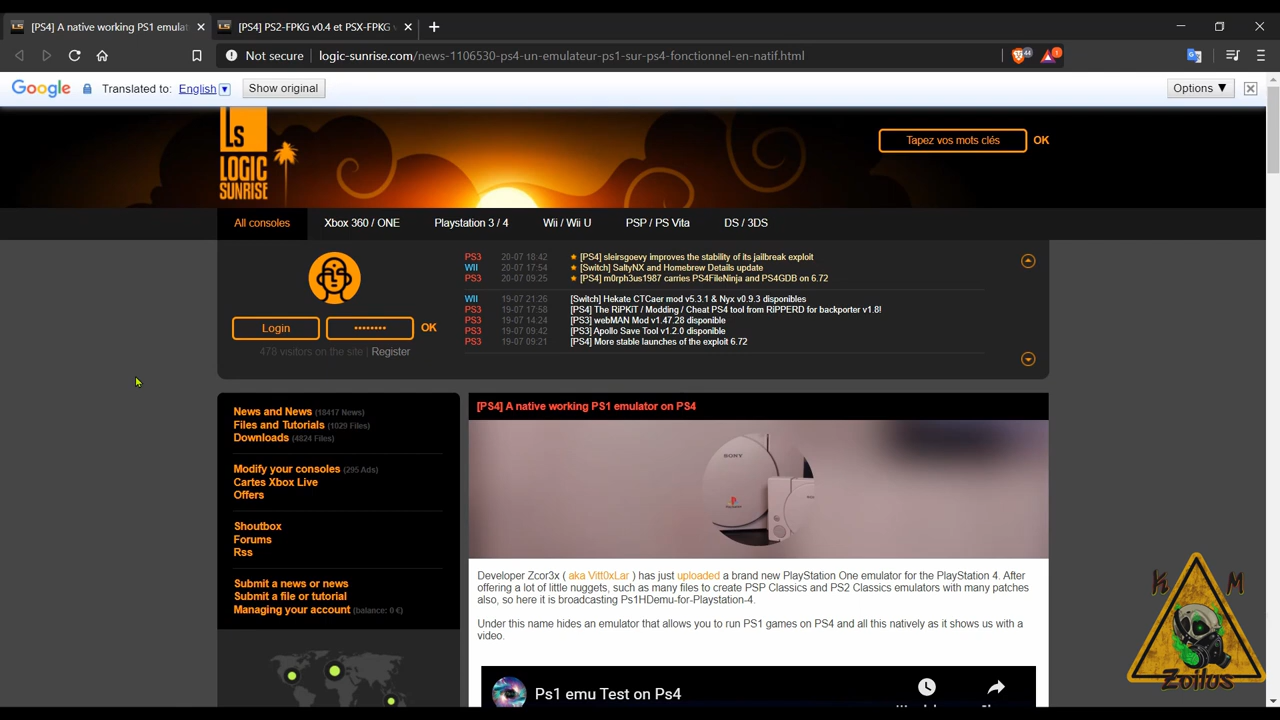 [PS4] A native working PS1 emulat
[PS4] PS2-FPKG v0.4 et PSX-FPKG v
Not secure
logic-sunrise.com/news-1106530-ps4-un-emulateur-ps1-sur-ps4-fonctionnel-en-natif.html
44
1
Google Translated to: English Show original
Options ▼
Ls
LOGIC
SUNRISE
Tapez vos mots clés OK
All consoles Xbox 360 / ONE Playstation 3 / 4 Wii / Wii U PSP / PS Vita DS / 3DS
PS3 20-07 18:42 ★ [PS4] sleirsgoevy improves the stability of its jailbreak exploit
WII 20-07 17:54 ★ [Switch] SaltyNX and Homebrew Details update
PS3 20-07 09:25 ★ [PS4] m0rph3us1987 carries PS4FileNinja and PS4GDB on 6.72
WII 19-07 21:26 [Switch] Hekate CTCaer mod v5.3.1 & Nyx v0.9.3 disponibles
PS3 19-07 17:58 [PS4] The RiPKiT / Modding / Cheat PS4 tool from RiPPERD for backporter v1.8!
PS3 19-07 14:24 [PS3] webMAN Mod v1.47.28 disponible
PS3 19-07 09:42 [PS3] Apollo Save Tool v1.2.0 disponible
PS3 19-07 09:21 [PS4] More stable launches of the exploit 6.72
Login •••••••• OK
478 visitors on the site | Register
News and News (18417 News)
Files and Tutorials (1029 Files)
Downloads (4824 Files)
Modify your consoles (295 Ads)
Cartes Xbox Live
Offers
Shoutbox
Forums
Rss
Submit a news or news
Submit a file or tutorial
Managing your account (balance: 0 €)
[PS4] A native working PS1 emulator on PS4
SONY
Developer Zcor3x ( aka Vitt0xLar ) has just uploaded a brand new PlayStation One emulator for the PlayStation 4. After
offering a lot of little nuggets, such as many files to create PSP Classics and PS2 Classics emulators with many patches
also, so here it is broadcasting Ps1HDemu-for-Playstation-4.
Under this name hides an emulator that allows you to run PS1 games on PS4 and all this natively as it shows us with a
video.
Ps1 emu Test on Ps4
K M
Zoilus